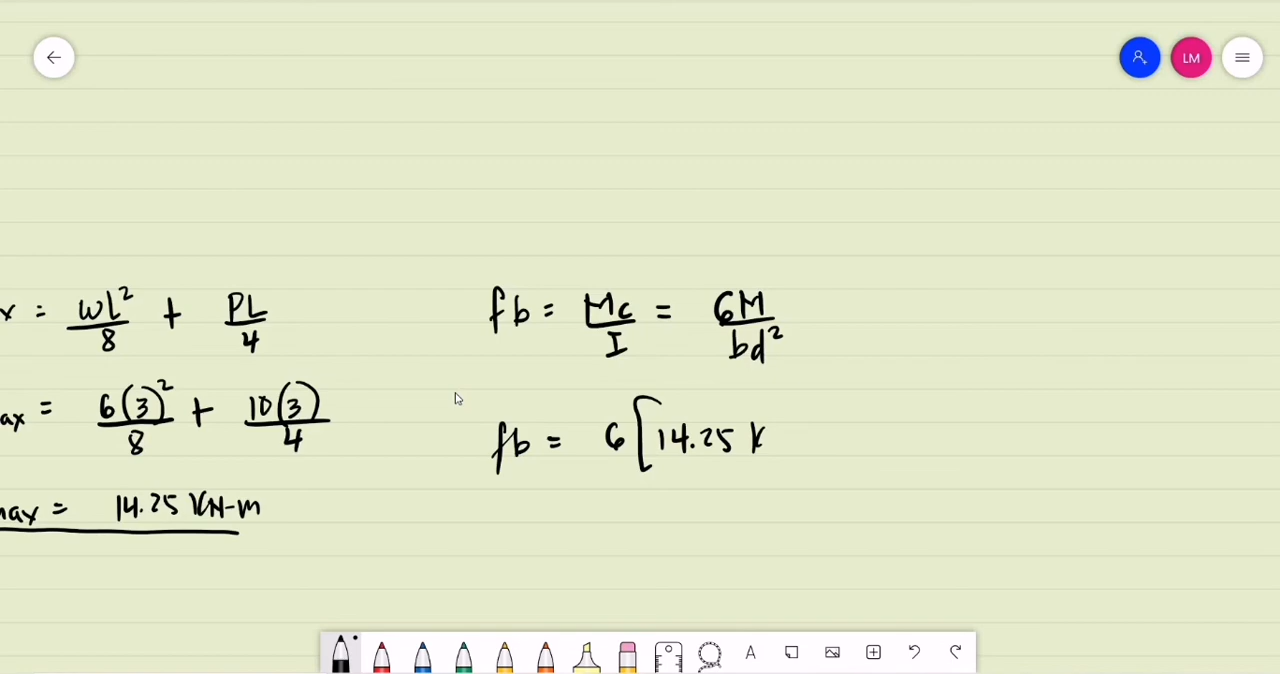 LM
x = wL²/8 + PL/4
ax = 6(3)²/8 + 10(3)/4
max = 14.25 KN-m
fb = Mc/I = 6M/bd²
fb = 6[14.25 K
A